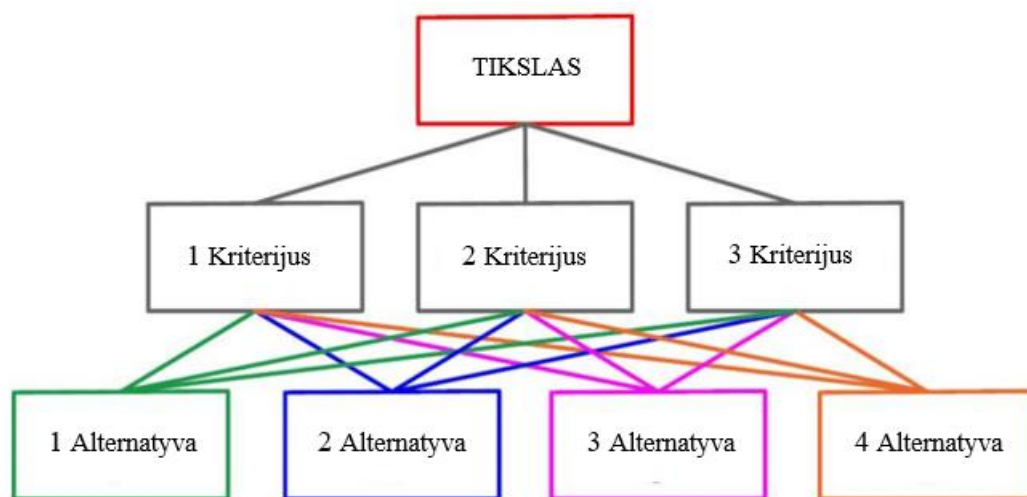 TIKSLAS
1 Kriterijus
2 Kriterijus
3 Kriterijus
1 Alternatyva
2 Alternatyva
3 Alternatyva
4 Alternatyva